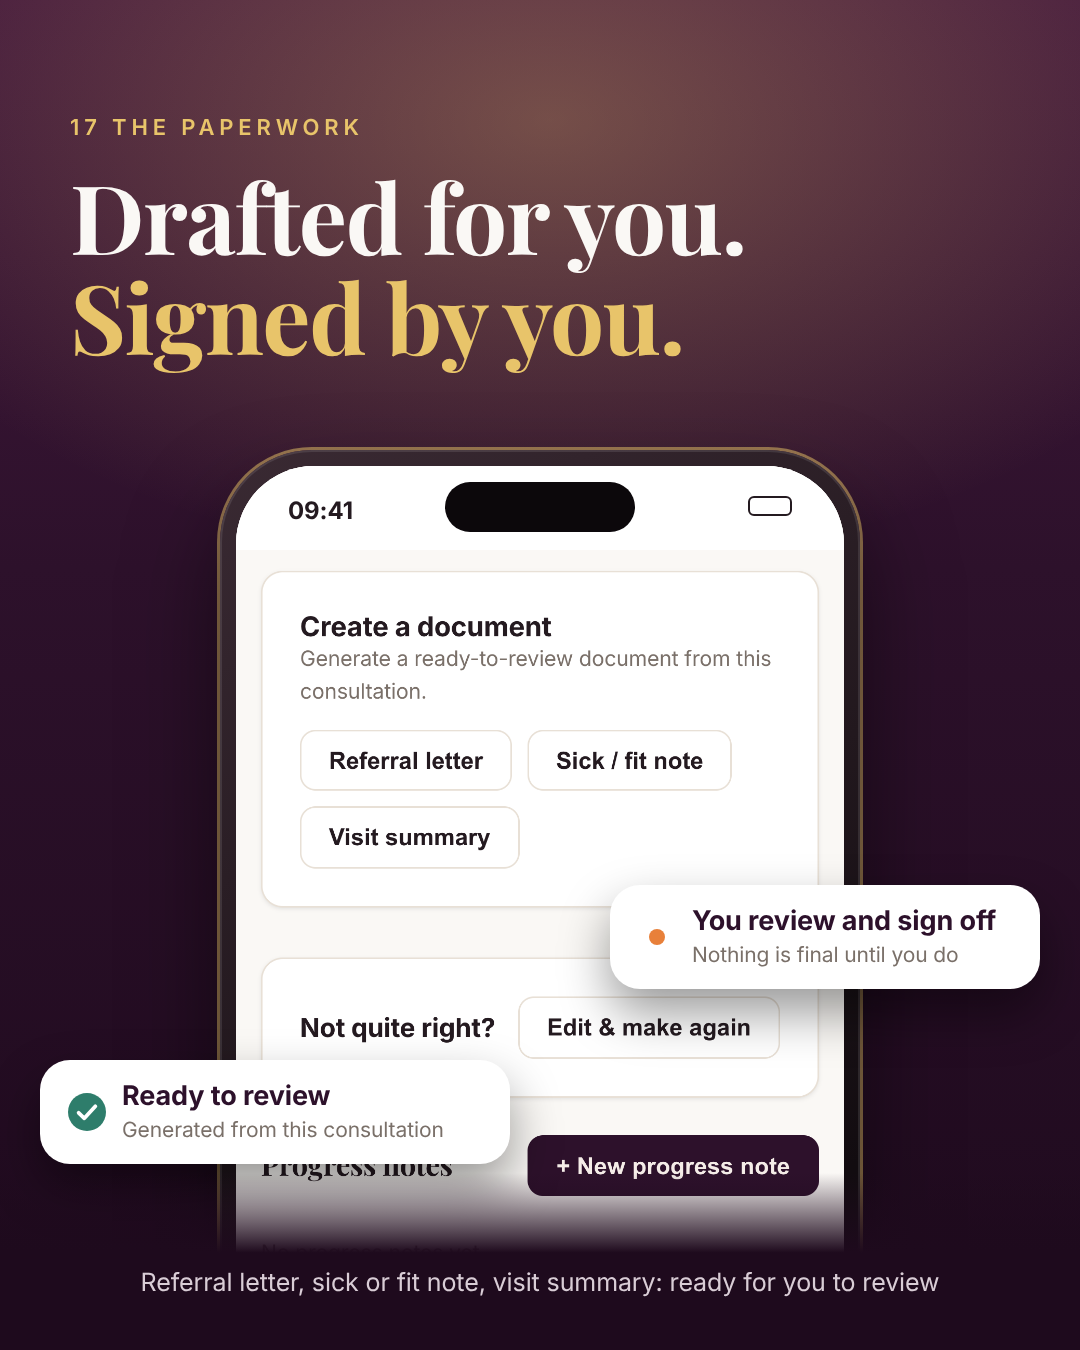 17 THE PAPERWORK
Drafted for you.
Signed by you.
09:41
Create a document
Generate a ready-to-review document from this
consultation.
Referral letter
Sick / fit note
Visit summary
You review and sign off
Nothing is final until you do
Not quite right?
Edit & make again
Ready to review
Generated from this consultation
Progress notes
+ New progress note
Referral letter, sick or fit note, visit summary: ready for you to review